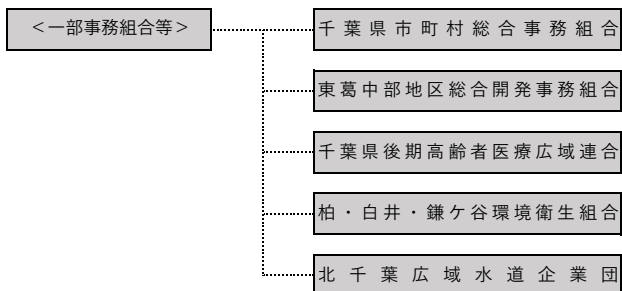 ＜一部事務組合等＞
千葉県市町村総合事務組合
東葛中部地区総合開発事務組合
千葉県後期高齢者医療広域連合
柏・白井・鎌ケ谷環境衛生組合
北千葉広域水道企業団